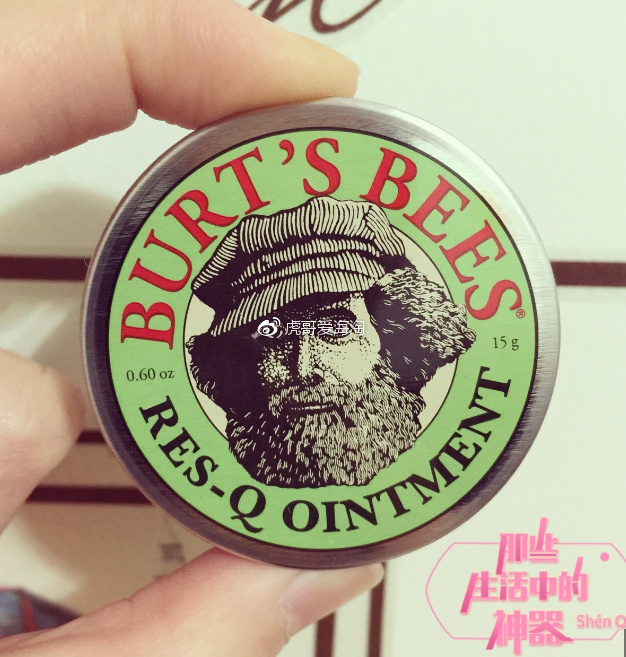 BURT'S BEES®
0.60 oz
15 g
RES-Q OINTMENT
虎哥爱海淘
那些
生活中的
神器
Shén